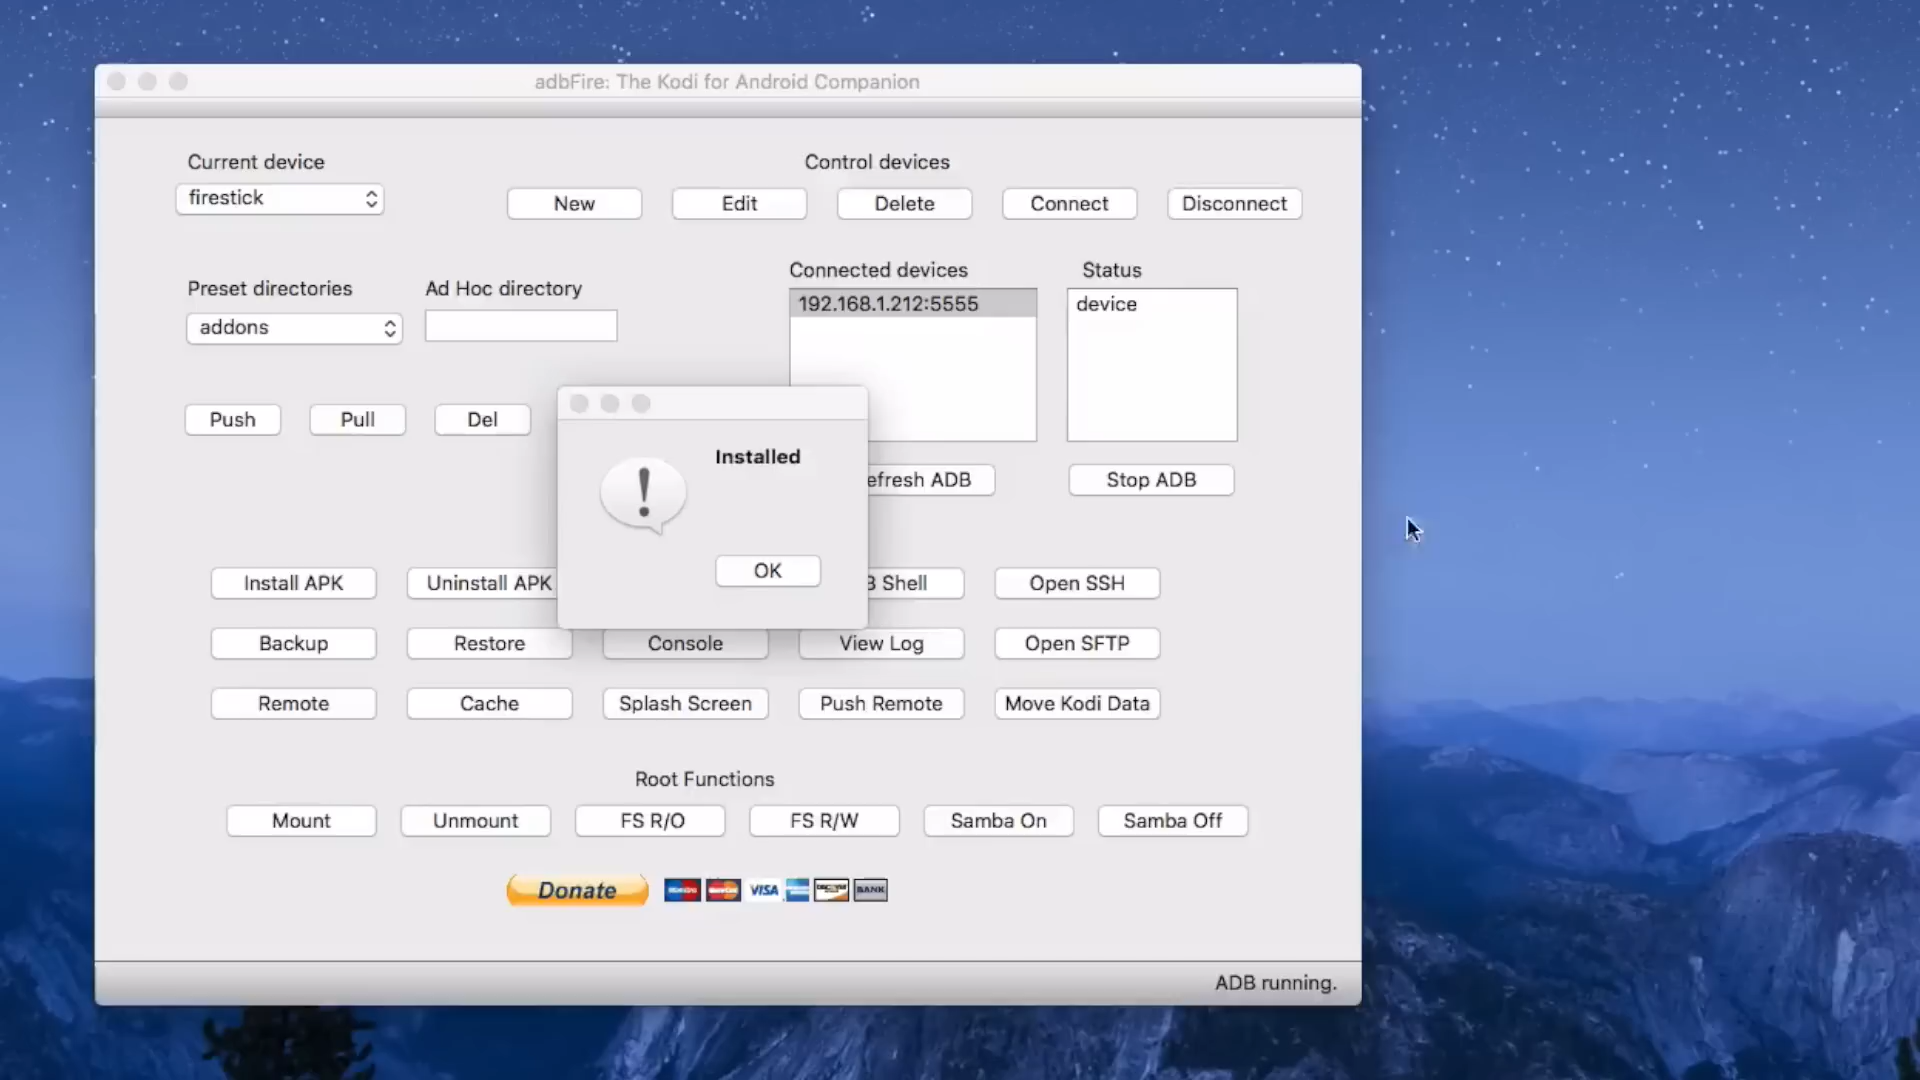 adbFire: The Kodi for Android Companion
Current device
Control devices
firestick
New
Edit
Delete
Connect
Disconnect
Connected devices
Status
Preset directories
Ad Hoc directory
192.168.1.212:5555
device
addons
Push
Pull
Del
Installed
efresh ADB
Stop ADB
OK
Install APK
Uninstall APK
B Shell
Open SSH
Backup
Restore
Console
View Log
Open SFTP
Remote
Cache
Splash Screen
Push Remote
Move Kodi Data
Root Functions
Mount
Unmount
FS R/O
FS R/W
Samba On
Samba Off
Donate
VISA
DISCOVER
BANK
ADB running.